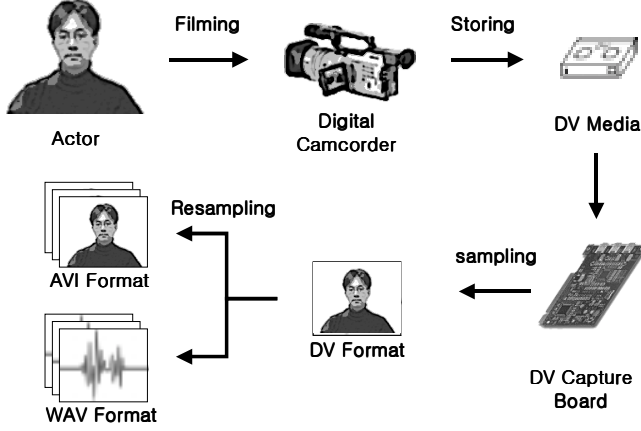 Filming
Storing
Actor
Digital
Camcorder
DV Media
Resampling
sampling
AVI Format
DV Format
WAV Format
DV Capture
Board